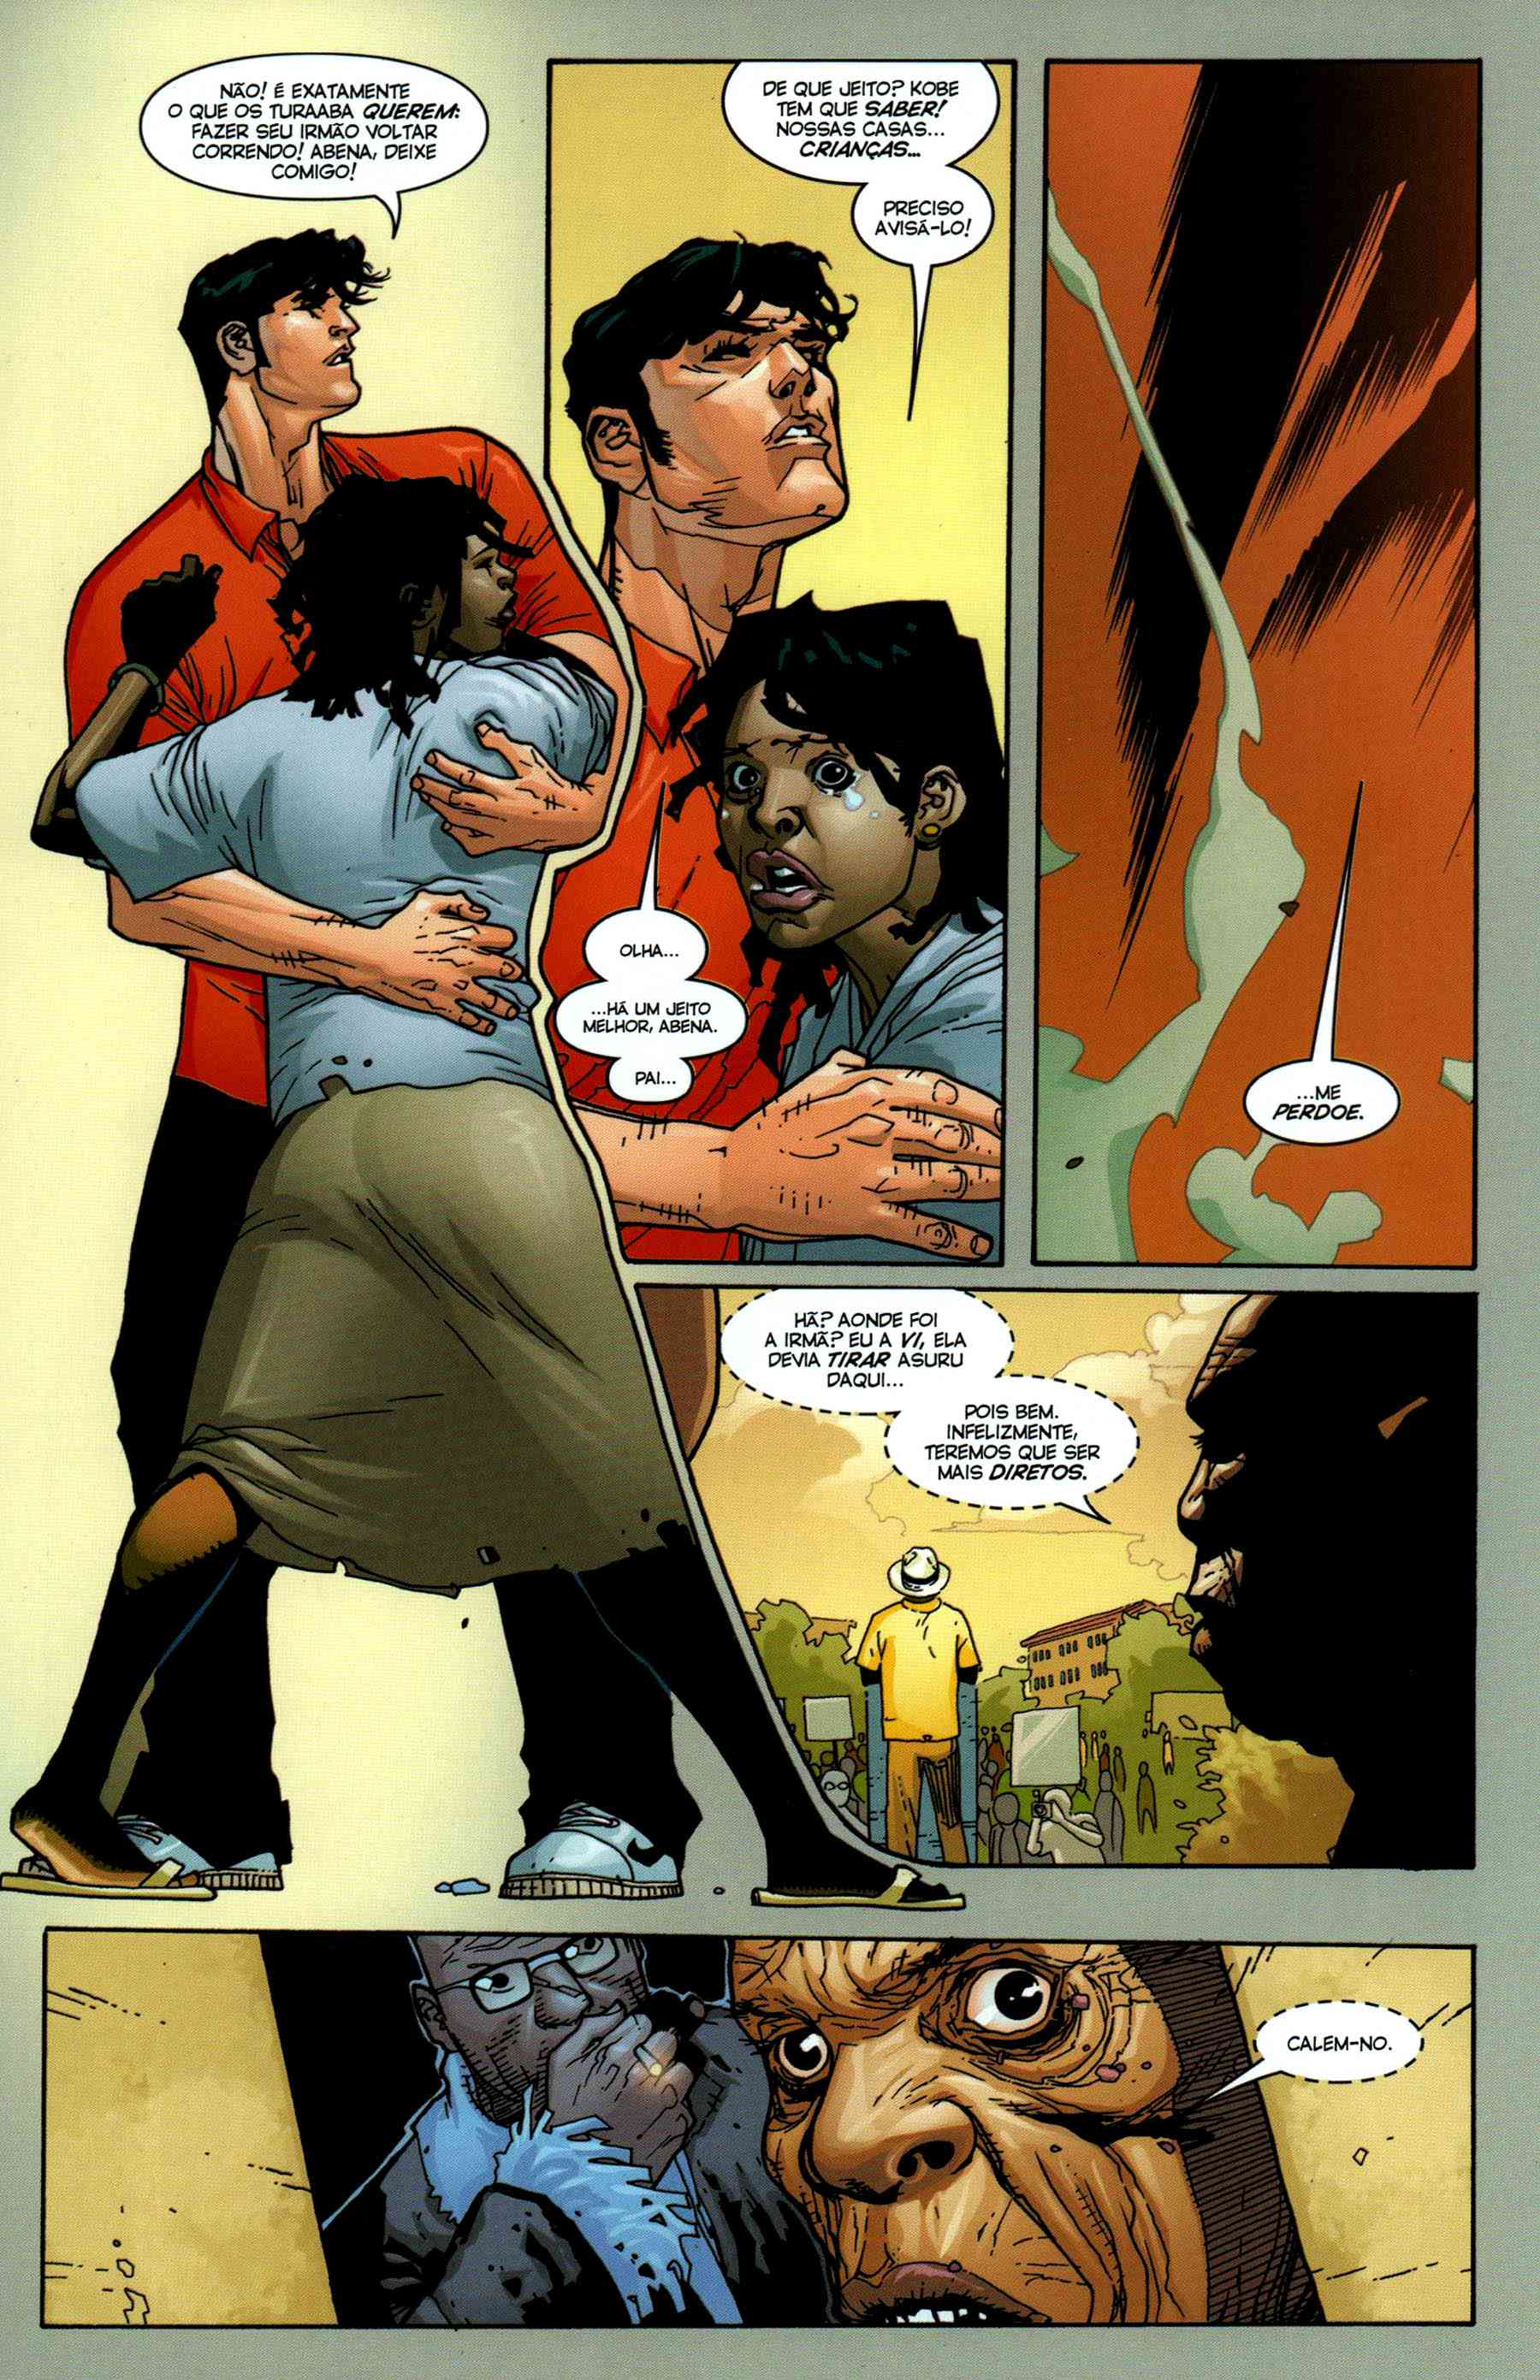 NÃO! É EXATAMENTE
O QUE OS TURAABA QUEREM:
FAZER SEU IRMÃO VOLTAR
CORRENDO! ABENA, DEIXE
COMIGO!
DE QUE JEITO? KOBE
TEM QUE SABER!
NOSSAS CASAS...
CRIANÇAS...
PRECISO
AVISÁ-LO!
OLHA...
...HÁ UM JEITO
MELHOR, ABENA.
PAI...
...ME
PERDOE.
HÃ? AONDE FOI
A IRMÃ? EU A VI, ELA
DEVIA TIRAR ASURU
DAQUI...
POIS BEM.
INFELIZMENTE,
TEREMOS QUE SER
MAIS DIRETOS.
CALEM-NO.